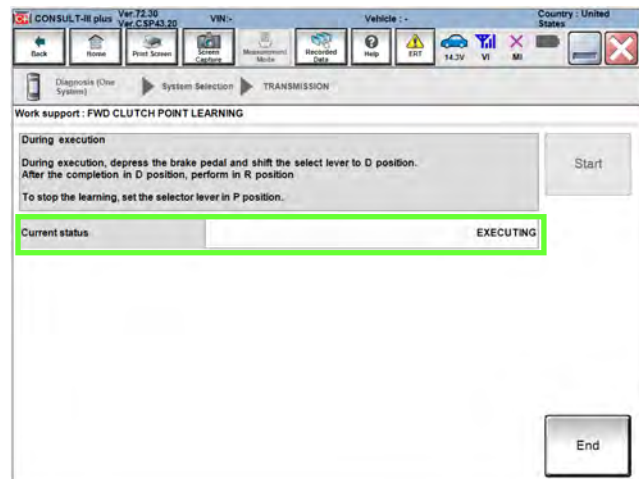 CONSULT-III plus
Ver.72.30
Ver.CSP43.20
VIN:-
Vehicle : -
Country : United States
Back
Home
Print Screen
Screen Capture
Measurement Mode
Recorded Data
Help
ERT
14.3V
VI
MI
Diagnosis (One System)
System Selection
TRANSMISSION
Work support : FWD CLUTCH POINT LEARNING
During execution
During execution, depress the brake pedal and shift the select lever to D position.
After the completion in D position, perform in R position
To stop the learning, set the selector lever in P position.
Start
Current status
EXECUTING
End